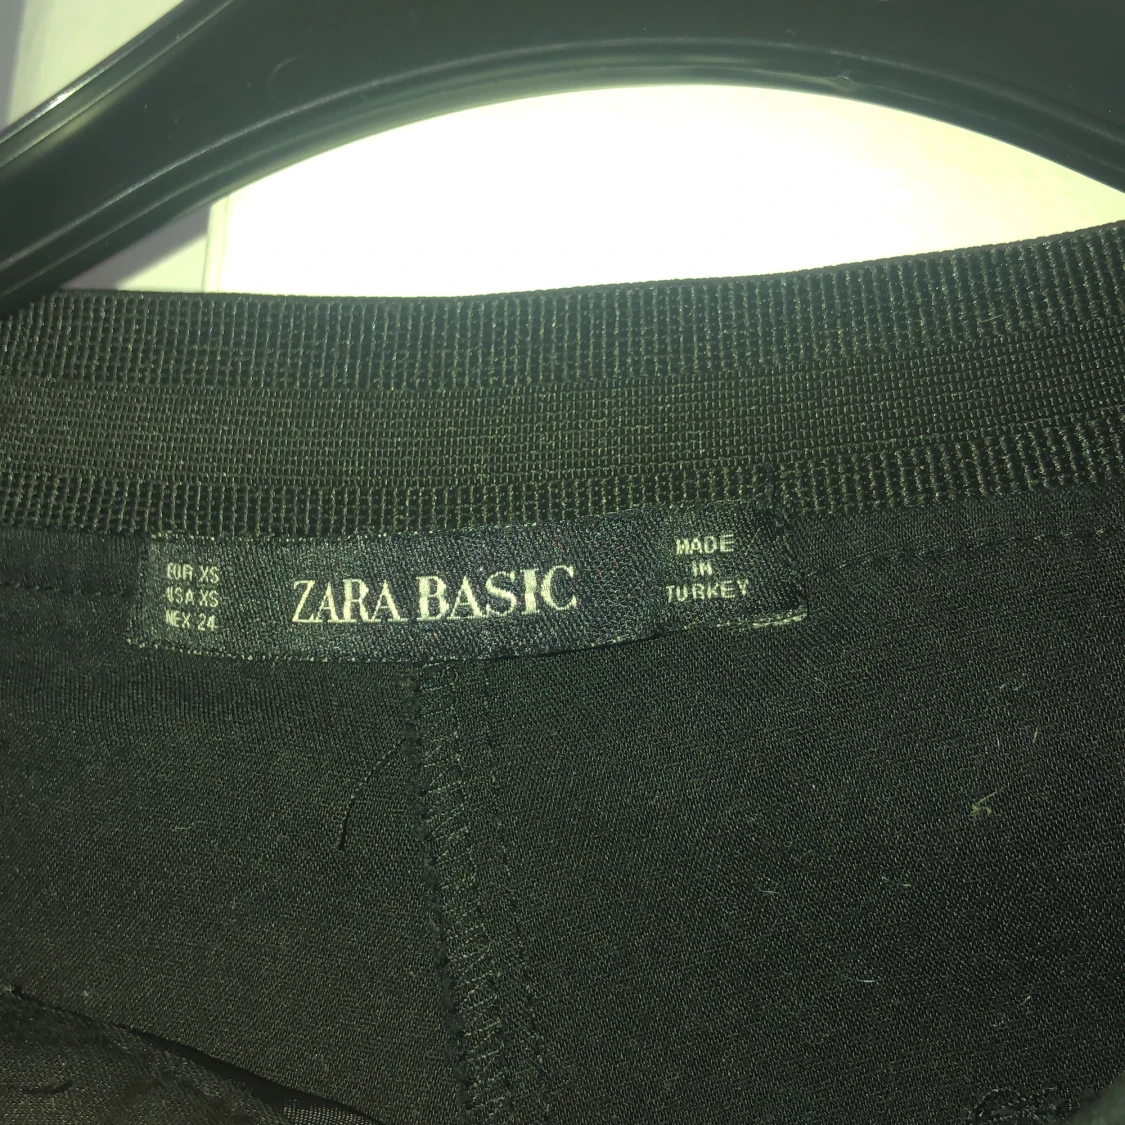 EUR XS
USA XS
MEX 24
ZARA BASIC
MADE
IN
TURKEY